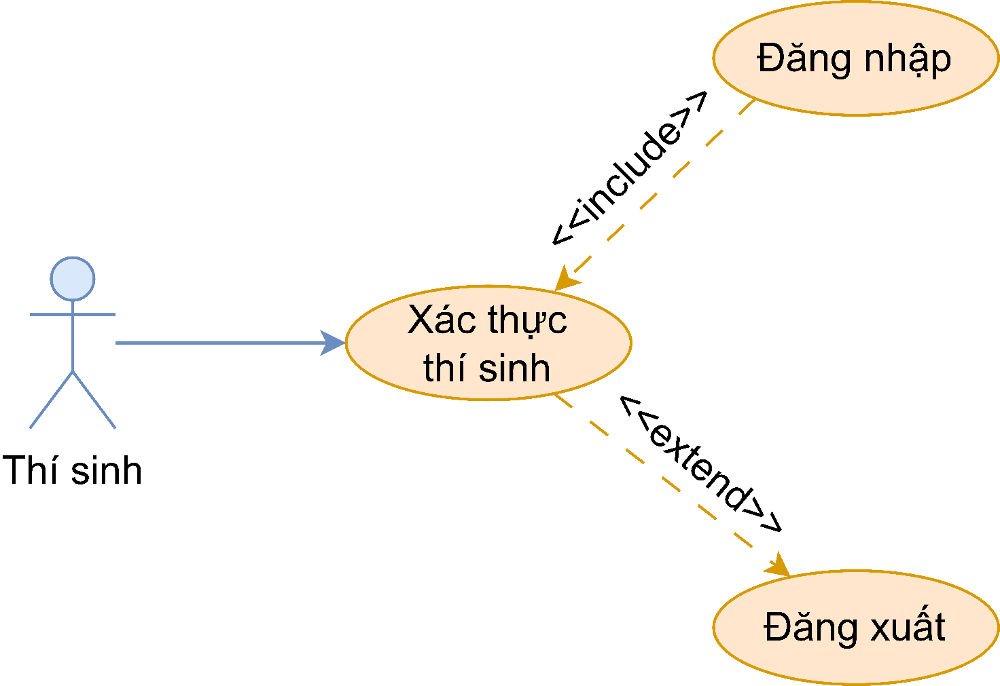 Đăng nhập
<<include>>
Xác thực
thí sinh
<<extend>>
Thí sinh
Đăng xuất